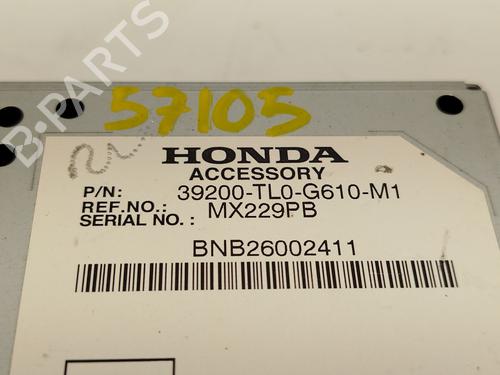 B-PARTS
57105
HONDA
ACCESSORY
P/N: 39200-TL0-G610-M1
REF.NO.: MX229PB
SERIAL NO. :
BNB26002411